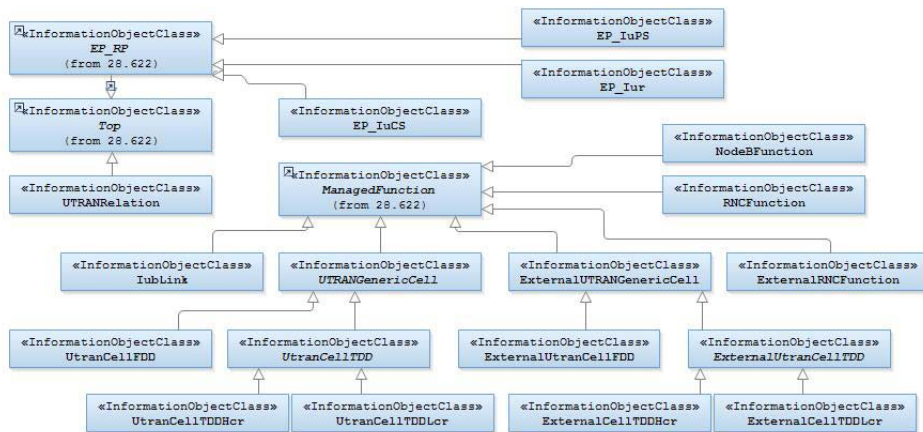 «InformationObjectClass»
EP_RP
(from 28.622)
«InformationObjectClass»
EP_IuPS
«InformationObjectClass»
EP_Iur
«InformationObjectClass»
Top
(from 28.622)
«InformationObjectClass»
EP_IuCS
«InformationObjectClass»
NodeBFunction
«InformationObjectClass»
UTRANRelation
«InformationObjectClass»
ManagedFunction
(from 28.622)
«InformationObjectClass»
RNCFunction
«InformationObjectClass»
IubLink
«InformationObjectClass»
UTRANGenericCell
«InformationObjectClass»
ExternalUTRANGenericCell
«InformationObjectClass»
ExternalRNCFunction
«InformationObjectClass»
UtranCellFDD
«InformationObjectClass»
UtranCellTDD
«InformationObjectClass»
ExternalUtranCellFDD
«InformationObjectClass»
ExternalUtranCellTDD
«InformationObjectClass»
UtranCellTDDHcr
«InformationObjectClass»
UtranCellTDDLcr
«InformationObjectClass»
ExternalCellTDDHcr
«InformationObjectClass»
ExternalCellTDDLcr